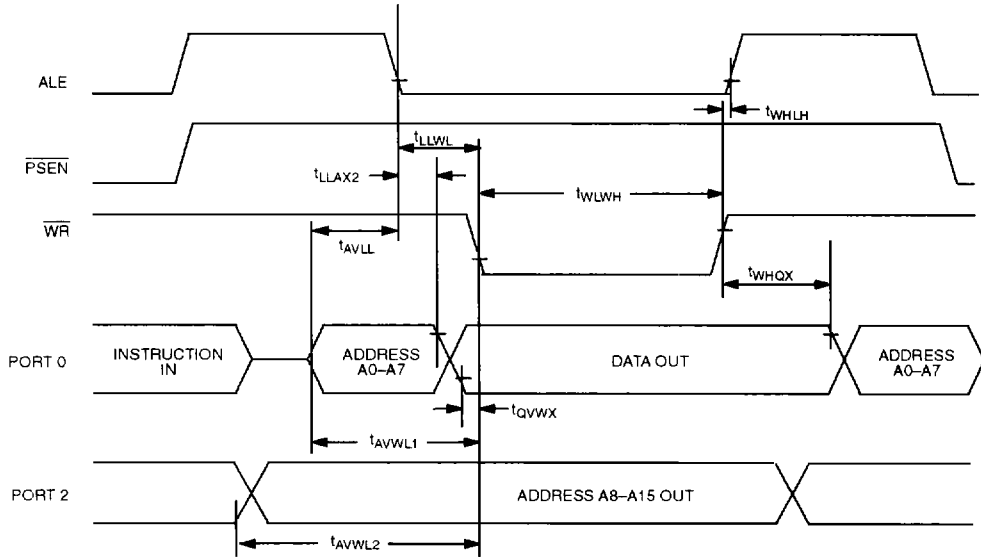 ALE
tWHLH
PSEN
tLLWL
tLLAX2
tWLWH
WR
tAVLL
tWHQX
PORT 0
INSTRUCTION
IN
ADDRESS
A0–A7
DATA OUT
ADDRESS
A0–A7
tQVWX
tAVWL1
PORT 2
ADDRESS A8–A15 OUT
tAVWL2